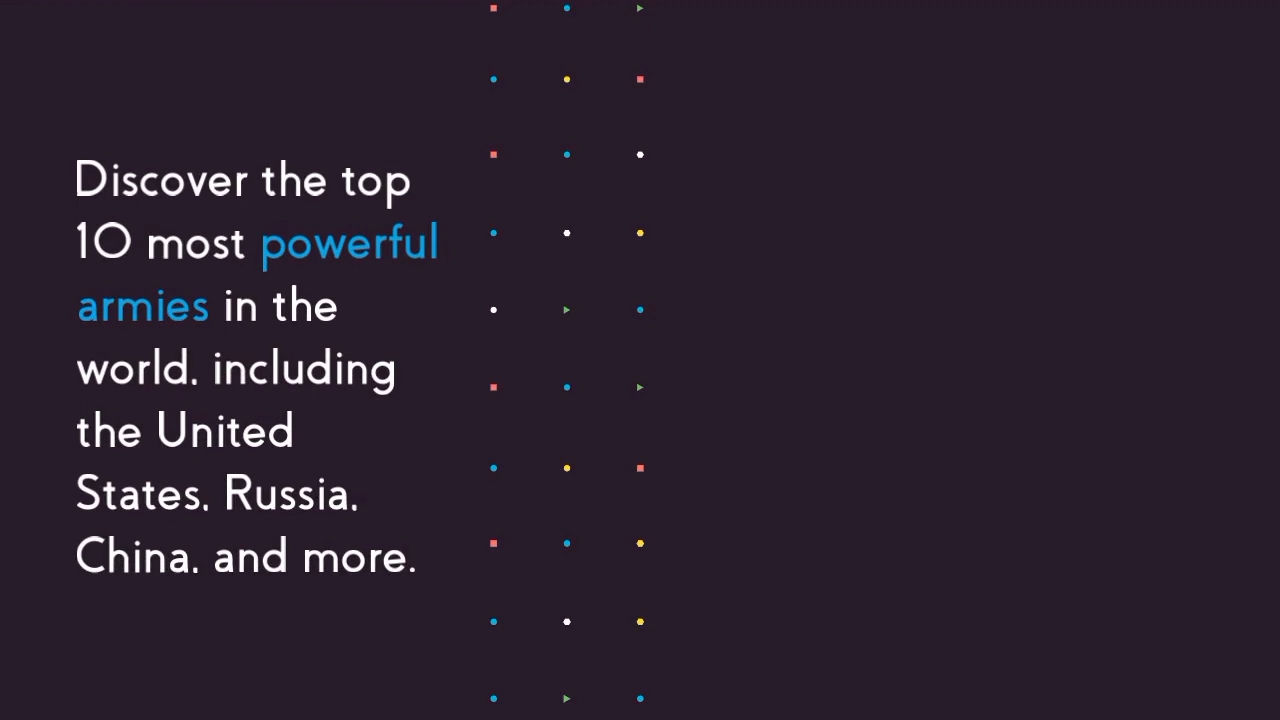 Discover the top
10 most powerful
armies in the
world, including
the United
States, Russia,
China, and more.